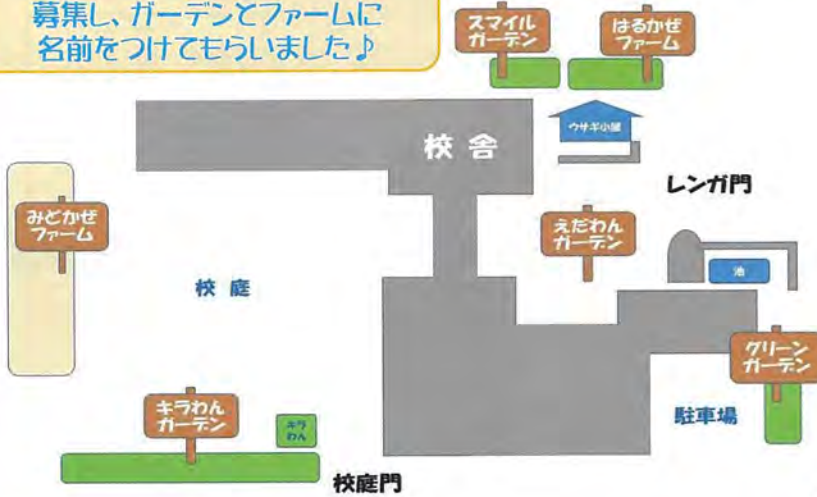 募集し、ガーデンとファームに
名前をつけてもらいました♪
スマイル
ガーデン
はるかぜ
ファーム
校舎
ウサギ小屋
レンガ門
みどかぜ
ファーム
えだわん
ガーデン
校庭
池
グリーン
ガーデン
キラわん
ガーデン
キラ
わん
駐車場
校庭門